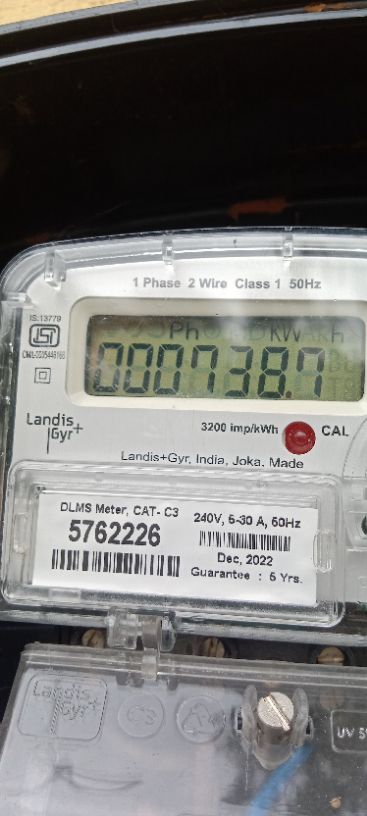 1 Phase 2 Wire Class 1 50Hz
IS:13779
000738.7
Landis+
Gyr
3200 imp/kWh
CAL
Landis+Gyr, India, Joka, Made
DLMS Meter, CAT- C3
5762226
240V, 5-30 A, 50Hz
Dec, 2022
Guarantee : 5 Yrs.
Landis+
Gyr
C3
UV